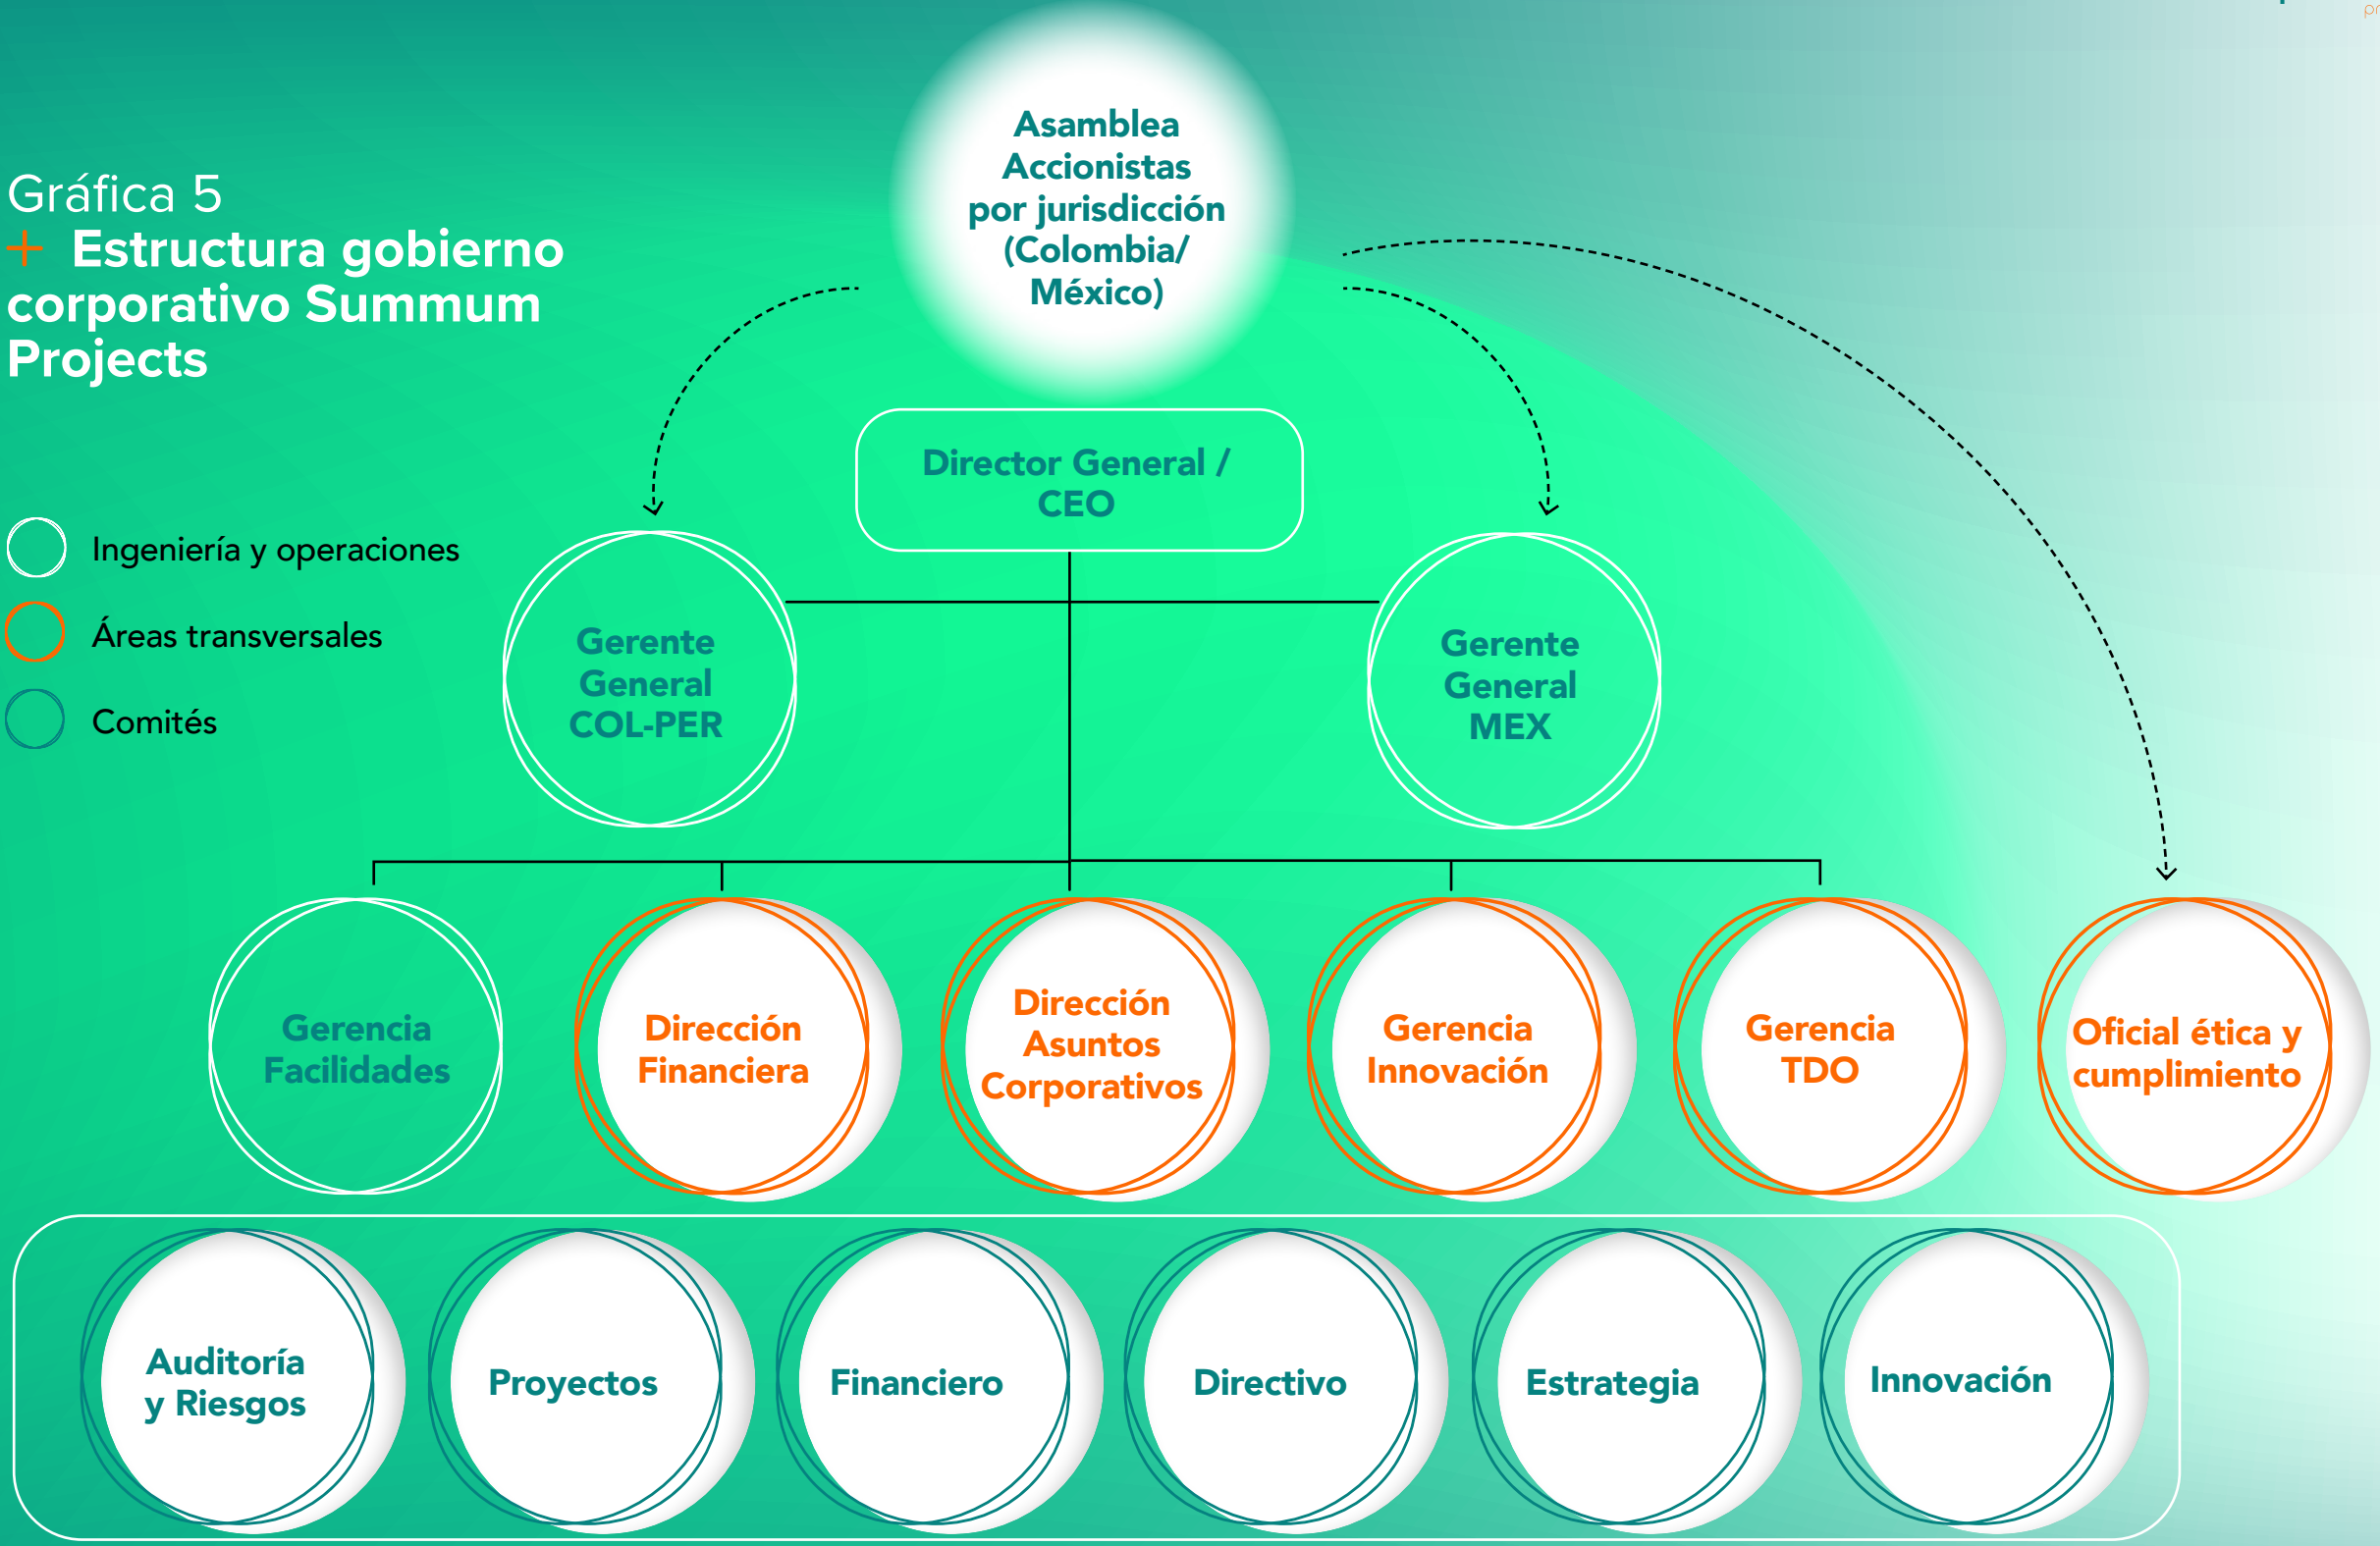 Gráfica 5
+ Estructura gobierno
corporativo Summum
Projects
Ingeniería y operaciones
Áreas transversales
Comités
Asamblea
Accionistas
por jurisdicción
(Colombia/
México)
Director General /
CEO
Gerente
General
COL-PER
Gerente
General
MEX
Gerencia
Facilidades
Dirección
Financiera
Dirección
Asuntos
Corporativos
Gerencia
Innovación
Gerencia
TDO
Oficial ética y
cumplimiento
Auditoría
y Riesgos
Proyectos
Financiero
Directivo
Estrategia
Innovación